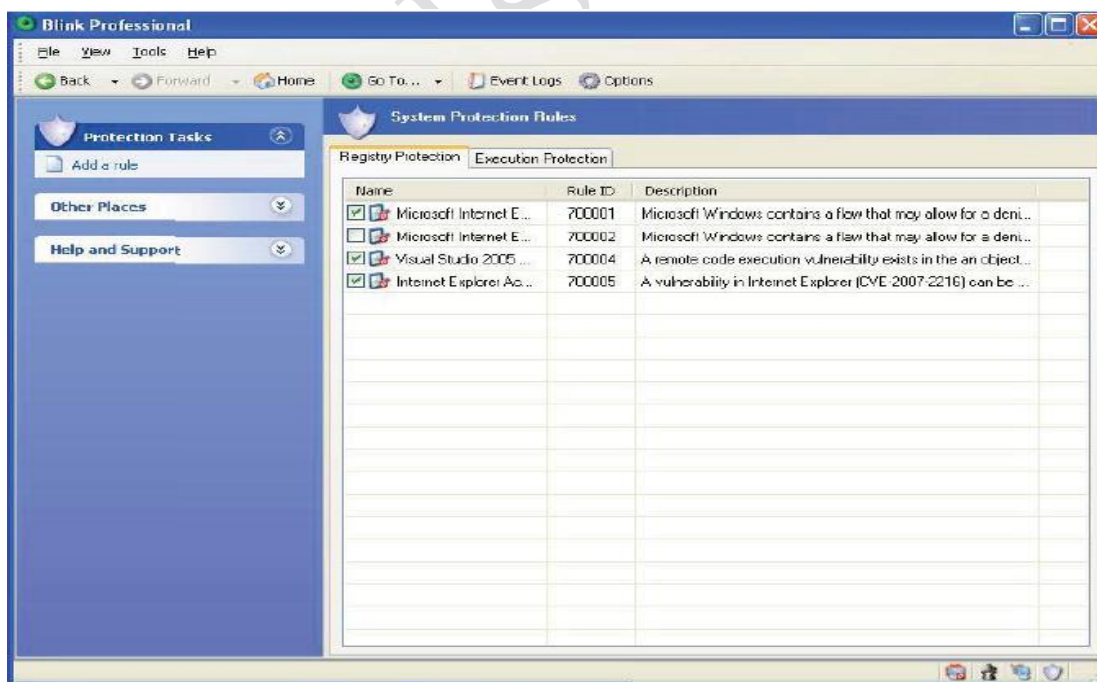 Blink Professional
File View Tools Help
Back Forward Home Go To... Event Logs Options
Protection Tasks
Add a rule
Other Places
Help and Support
System Protection Rules
Registry Protection Execution Protection
Name Rule ID Description
Microsoft Internet E... 700001 Microsoft Windows contains a flaw that may allow for a deni...
Microsoft Internet E... 700002 Microsoft Windows contains a flaw that may allow for a deni...
Visual Studio 2005 ... 700004 A remote code execution vulnerability exists in the an object...
Internet Explorer Ac... 700005 A vulnerability in Internet Explorer (CVE-2007-2216) can be ...